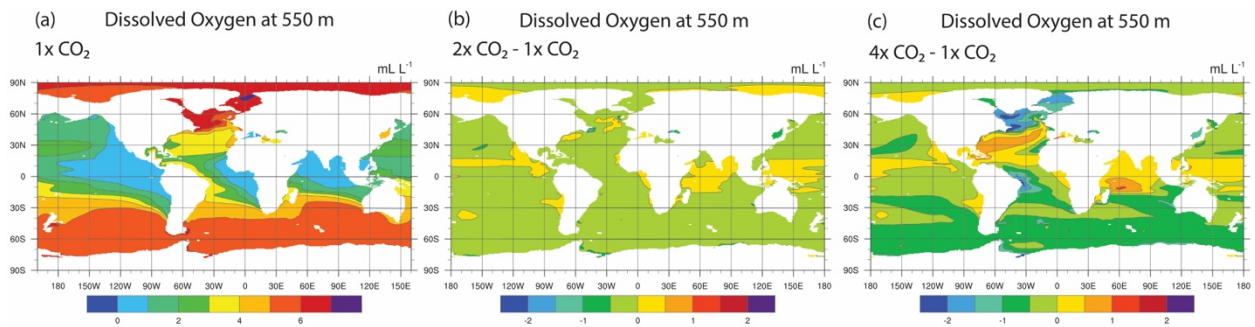 (a) Dissolved Oxygen at 550 m
1x CO₂
mL L⁻¹
90N
60N
30N
0
30S
60S
90S
180 150W 120W 90W 60W 30W 0 30E 60E 90E 120E 150E
0 2 4 6
(b) Dissolved Oxygen at 550 m
2x CO₂ - 1x CO₂
mL L⁻¹
90N
60N
30N
0
30S
60S
90S
180 150W 120W 90W 60W 30W 0 30E 60E 90E 120E 150E 180
-2 -1 0 1 2
(c) Dissolved Oxygen at 550 m
4x CO₂ - 1x CO₂
mL L⁻¹
90N
60N
30N
0
30S
60S
90S
180 150W 120W 90W 60W 30W 0 30E 60E 90E 120E 150E 180
-2 -1 0 1 2